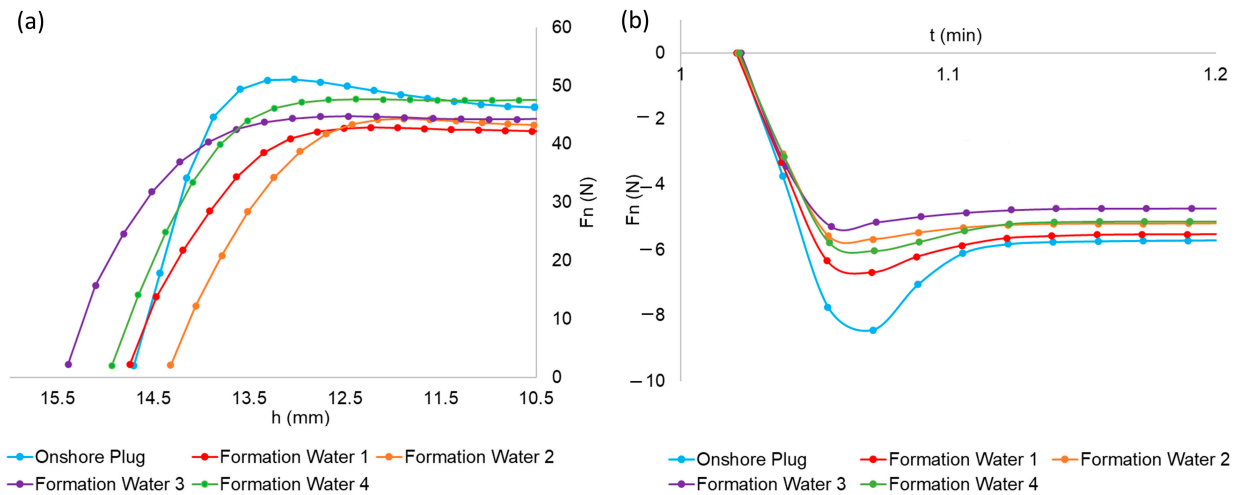 (a)
60
50
40
30
20
10
0
Fn (N)
15.5 14.5 13.5 12.5 11.5 10.5
h (mm)
Onshore Plug Formation Water 1 Formation Water 2
Formation Water 3 Formation Water 4
(b)
t (min)
0
1 1.11 1.2
−2
−4
−6
−8
−10
Fn (N)
Onshore Plug Formation Water 1 Formation Water 2
Formation Water 3 Formation Water 4